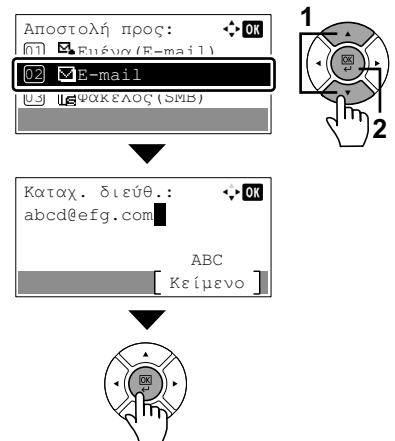 Αποστολή προς: OK
01 Εμένα(E-mail)
02 E-mail
03 Φάκελος(SMB)
1
OK
2
Καταχ. διεύθ.: OK
abcd@efg.com
ABC
[ Κείμενο ]
OK